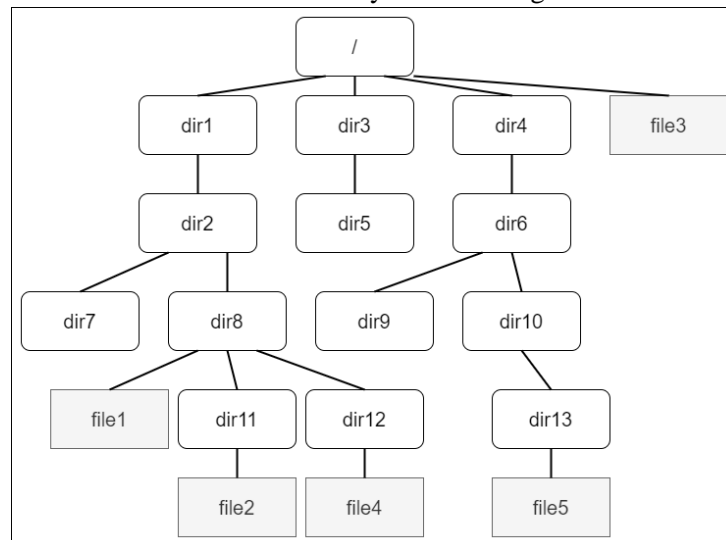 /
dir1 dir3 dir4 file3
dir2 dir5 dir6
dir7 dir8 dir9 dir10
file1 dir11 dir12 dir13
file2 file4 file5